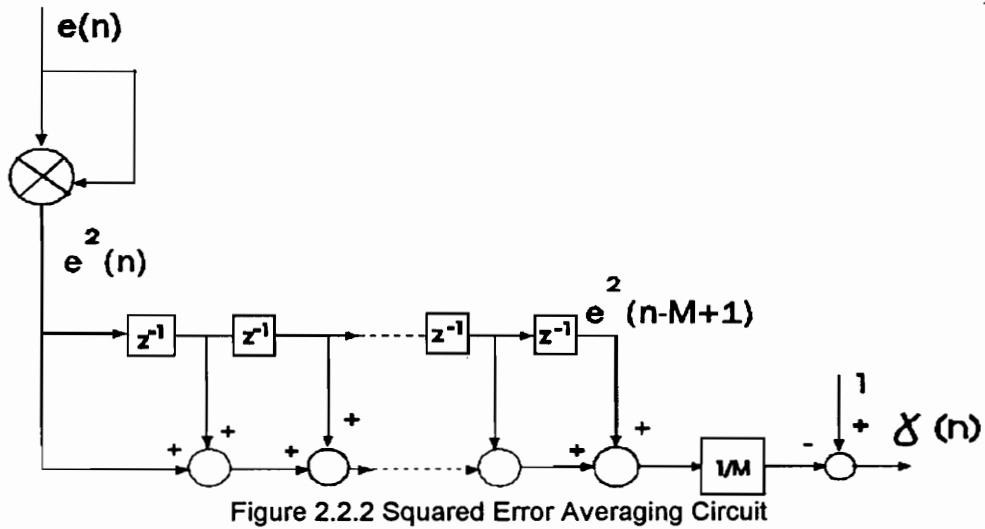 e(n)
e²(n)
z⁻¹ z⁻¹ z⁻¹ z⁻¹ e²(n-M+1)
1
+ + + + + + + - + ɣ(n)
1/M
Figure 2.2.2 Squared Error Averaging Circuit